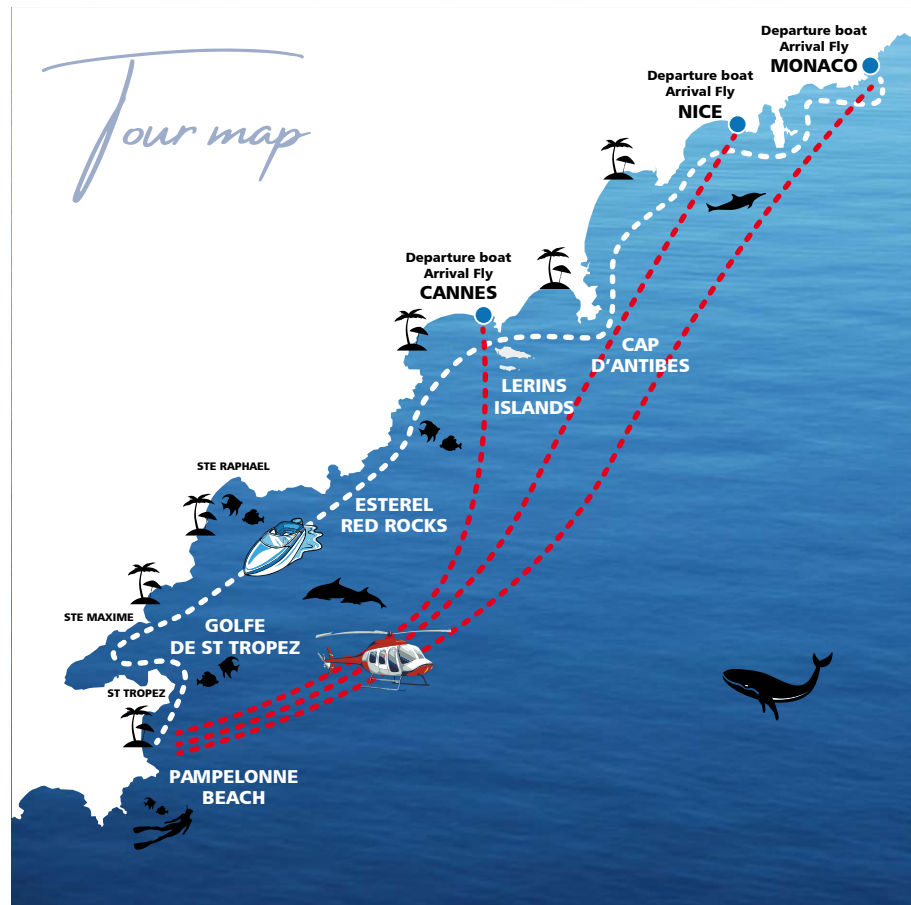 Tour map
Departure boat
Arrival Fly
MONACO
Departure boat
Arrival Fly
NICE
Departure boat
Arrival Fly
CANNES
CAP
D'ANTIBES
LERINS
ISLANDS
STE RAPHAEL
ESTEREL
RED ROCKS
STE MAXIME
GOLFE
DE ST TROPEZ
ST TROPEZ
PAMPELONNE
BEACH